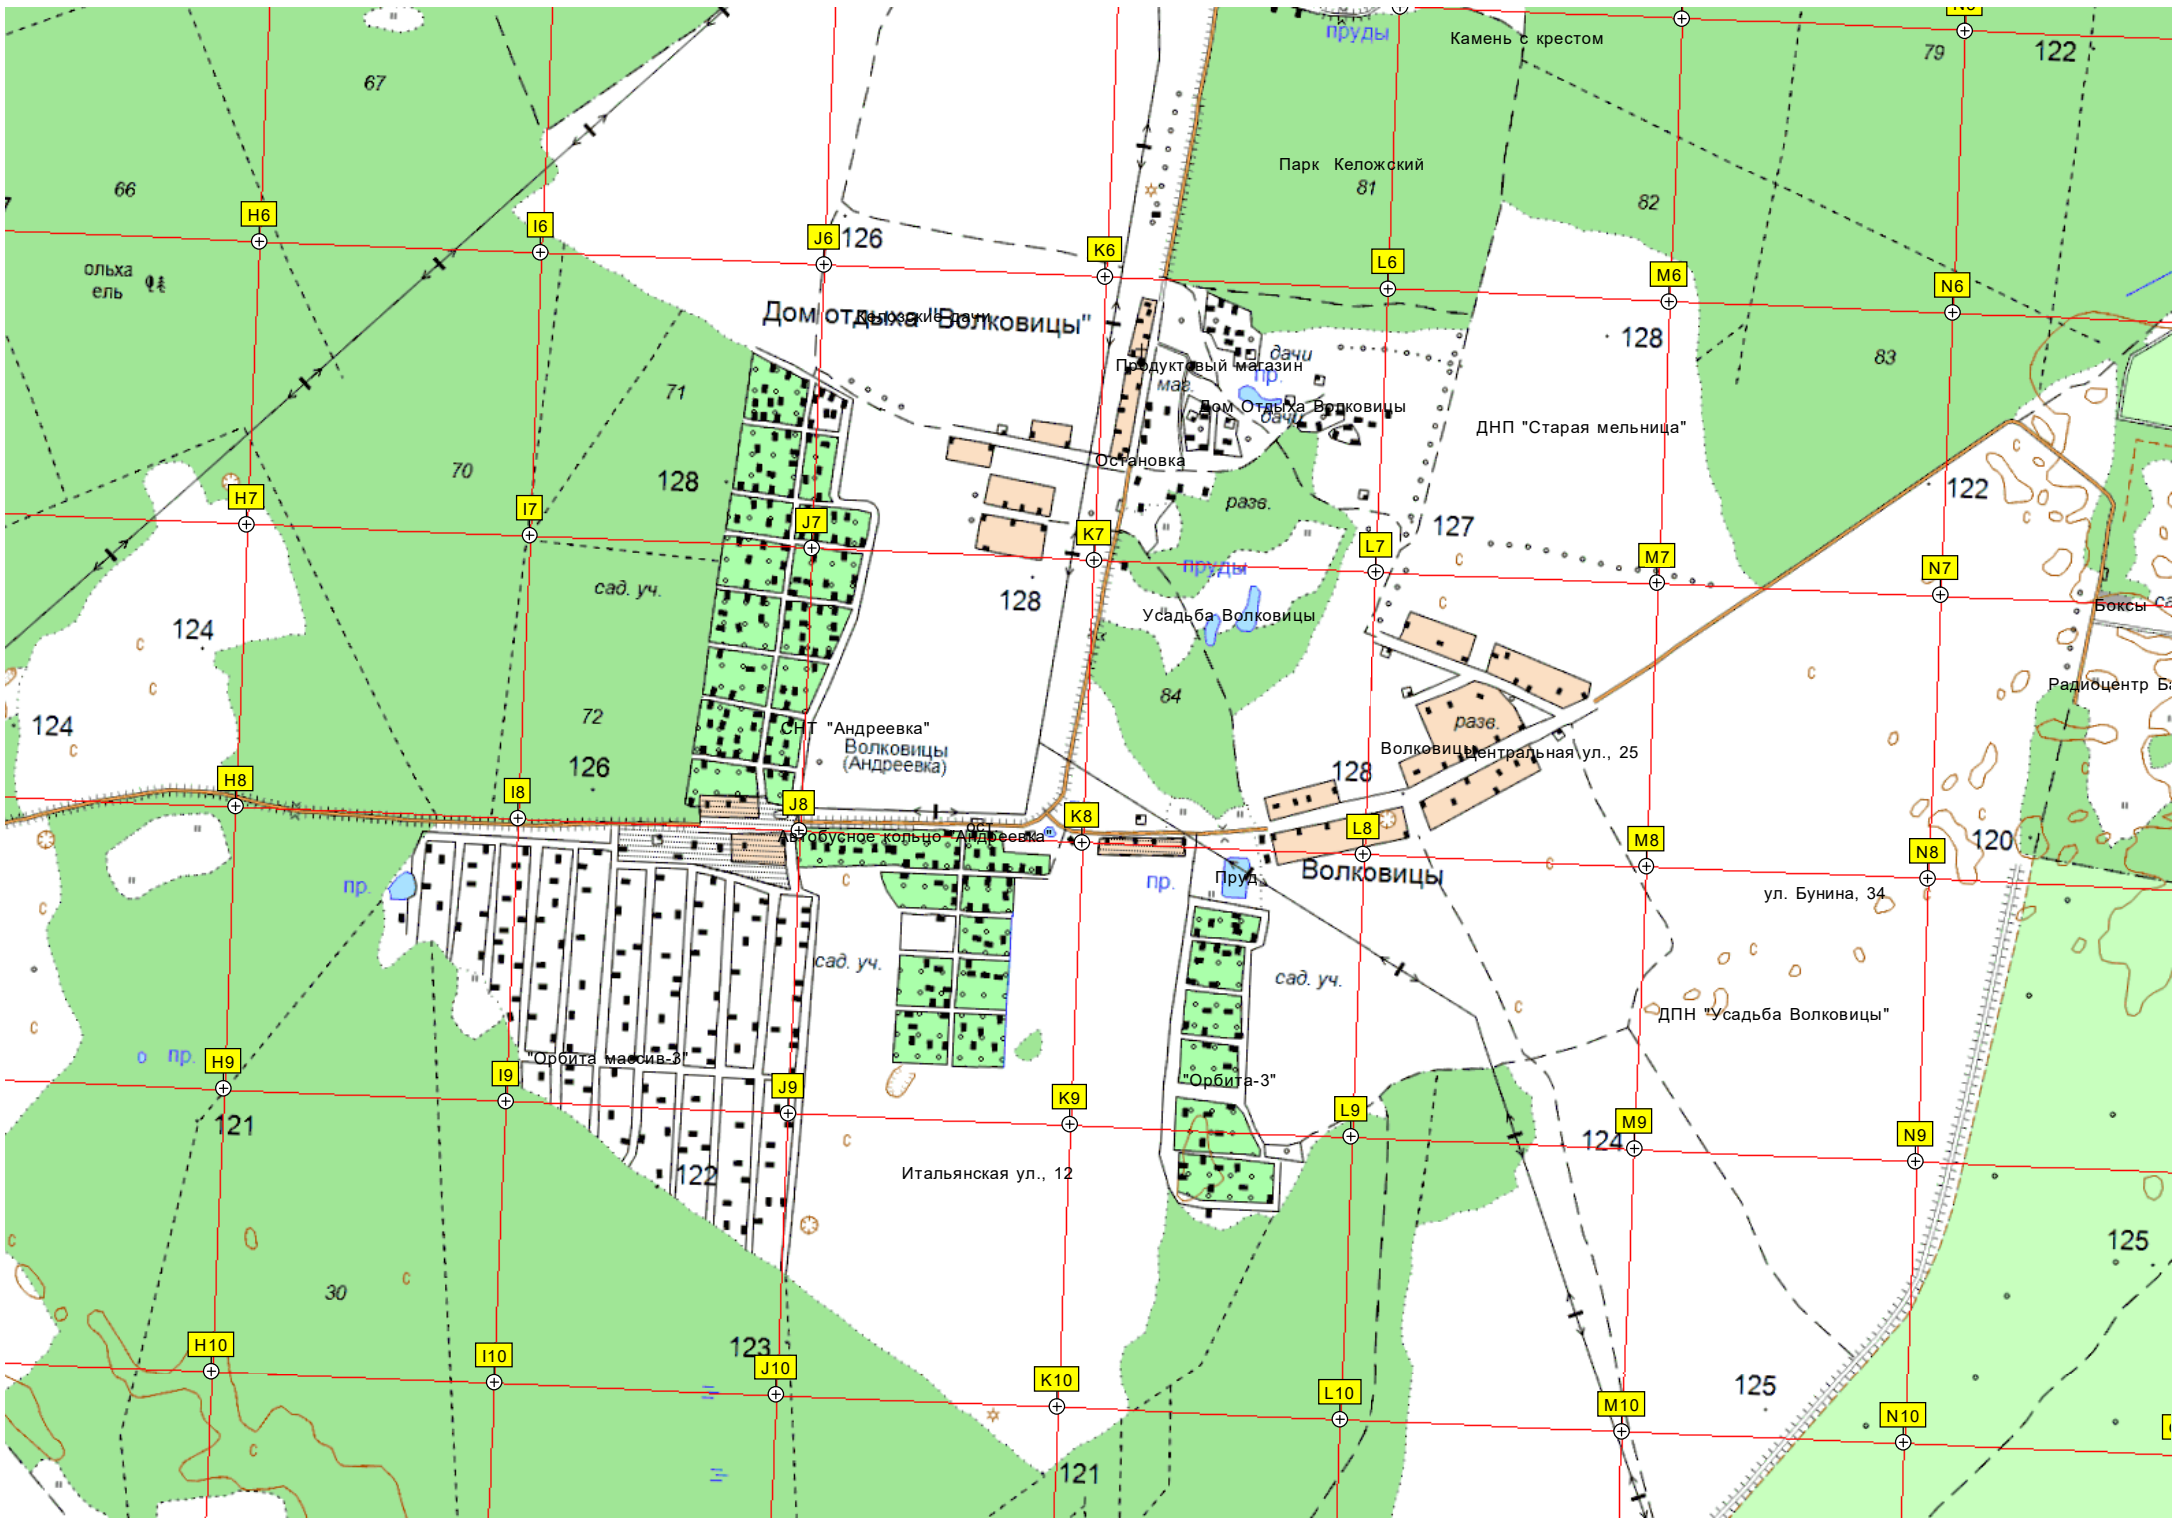 пруды
Камень с крестом
79
122
67
Парк Келожский
81
82
66
H6
I6
J6
126
K6
L6
M6
N6
ольха
ель
Дом отдыха "Волковицы"
Келозские дачи
128
83
дачи
Продуктовый магазин
пр.
маг.
71
Дом Отдыха Волковицы
дачи
ДНП "Старая мельница"
Остановка
70
128
122
разв.
H7
I7
J7
K7
L7
127
M7
N7
с
с
пруды
сад. уч.
128
Усадьба Волковицы
Боксы
124
с
с
84
Радиоцентр
124
72
СНТ "Андреевка"
разв.
Волковицы
(Андреевка)
Волковицы
Центральная ул., 25
126
128
с
H8
I8
J8
K8
L8
M8
N8
120
ост.
Автобусное кольцо "Андреевка"
пр.
с
пр.
Пруд
Волковицы
ул. Бунина, 34
сад. уч.
сад. уч.
с
ДПН "Усадьба Волковицы"
пр.
"Орбита массив-3"
"Орбита-3"
H9
I9
J9
K9
L9
M9
N9
121
124
122
Итальянская ул., 12
125
30
с
123
H10
I10
J10
K10
L10
M10
N10
125
с
121